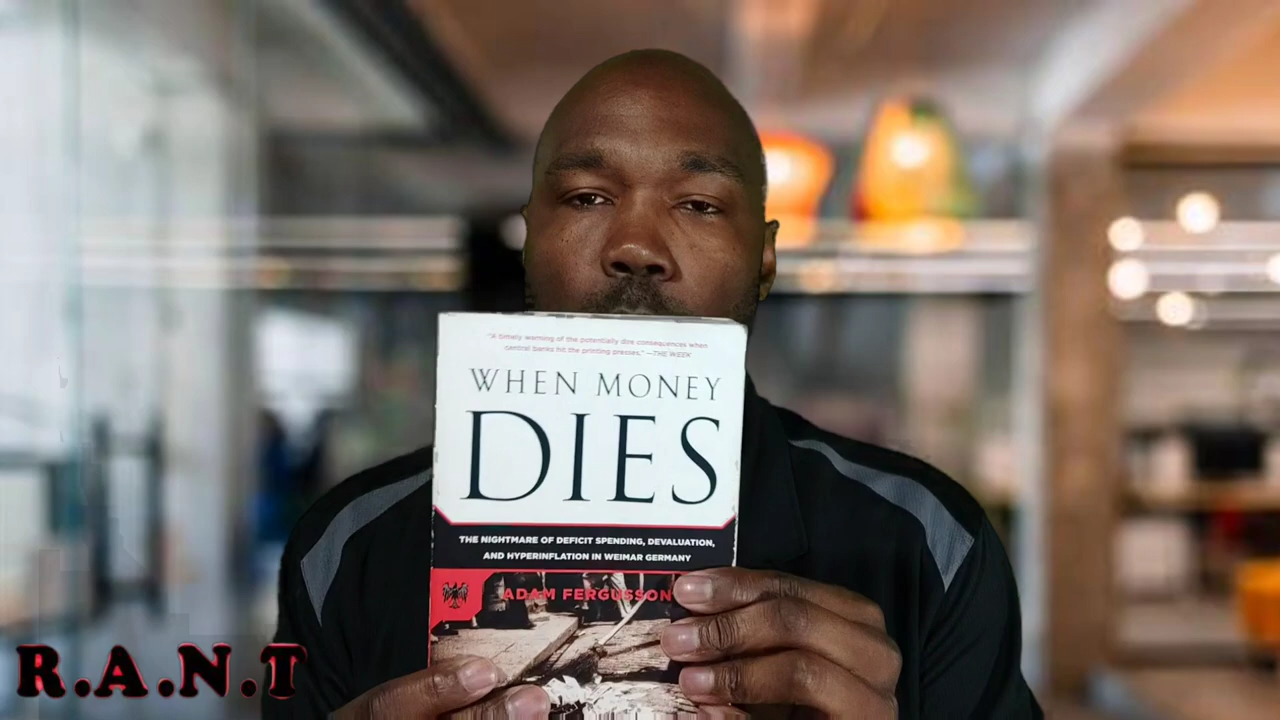 "A timely warning of the potentially dire consequences when
central banks hit the printing presses." —THE WEEK
WHEN MONEY
DIES
THE NIGHTMARE OF DEFICIT SPENDING, DEVALUATION,
AND HYPERINFLATION IN WEIMAR GERMANY
ADAM FERGUSSON
R.A.N.T